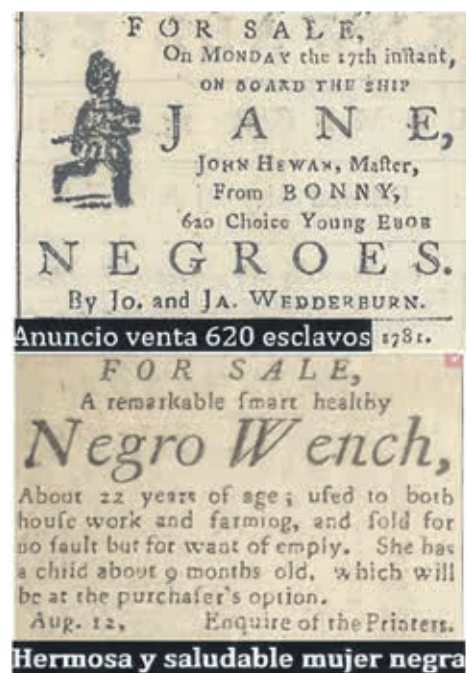 FOR SALE,
On MONDAY the 17th inſtant,
ON BOARD THE SHIP
JANE,
JOHN HEWAN, Maſter,
From BONNY,
620 Choice Young EBOE
NEGROES.
By JO. and JA. WEDDERBURN.
Anuncio venta 620 esclavos 1781.
FOR SALE,
A remarkable ſmart healthy
Negro Wench,
About 22 years of age; uſed to both
houſe work and farming, and ſold for
no fault but for want of emply. She has
a child about 9 months old, which will
be at the purchaſer's option.
Aug. 12, Enquire of the Printers.
Hermosa y saludable mujer negra